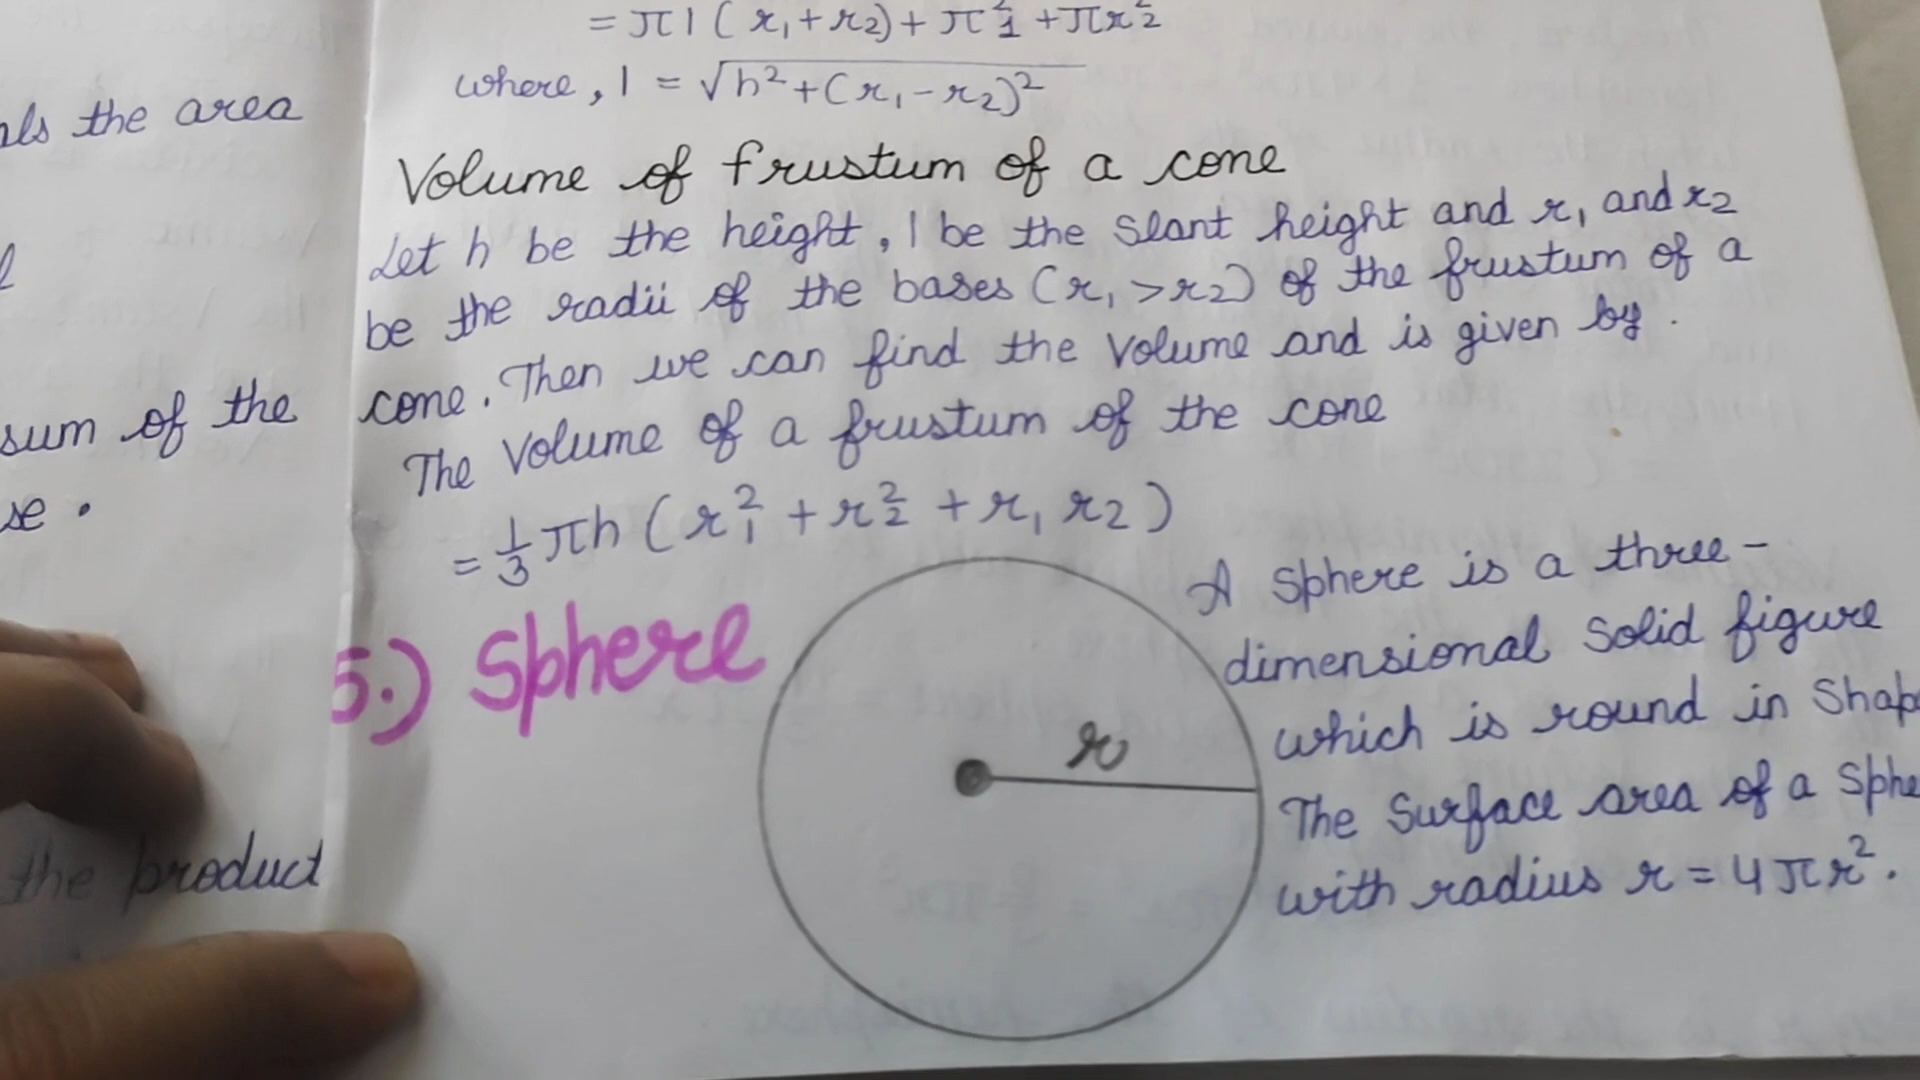 als the area
sum of the
se.
the product
= πl (r₁+r₂) + π²₁ + πr²₂
where, l = √h²+(r₁-r₂)²
Volume of frustum of a cone
Let h be the height, l be the slant height and r₁ and r₂
be the radii of the bases (r₁>r₂) of the frustum of a
cone. Then we can find the volume and is given by.
The volume of a frustum of the cone
= 1/3 πh (r₁² + r₂² + r₁ r₂)
5.) Sphere
r
A sphere is a three-
dimensional solid figure
which is round in Shap
The Surface area of a Sphe
with radius r = 4πr².